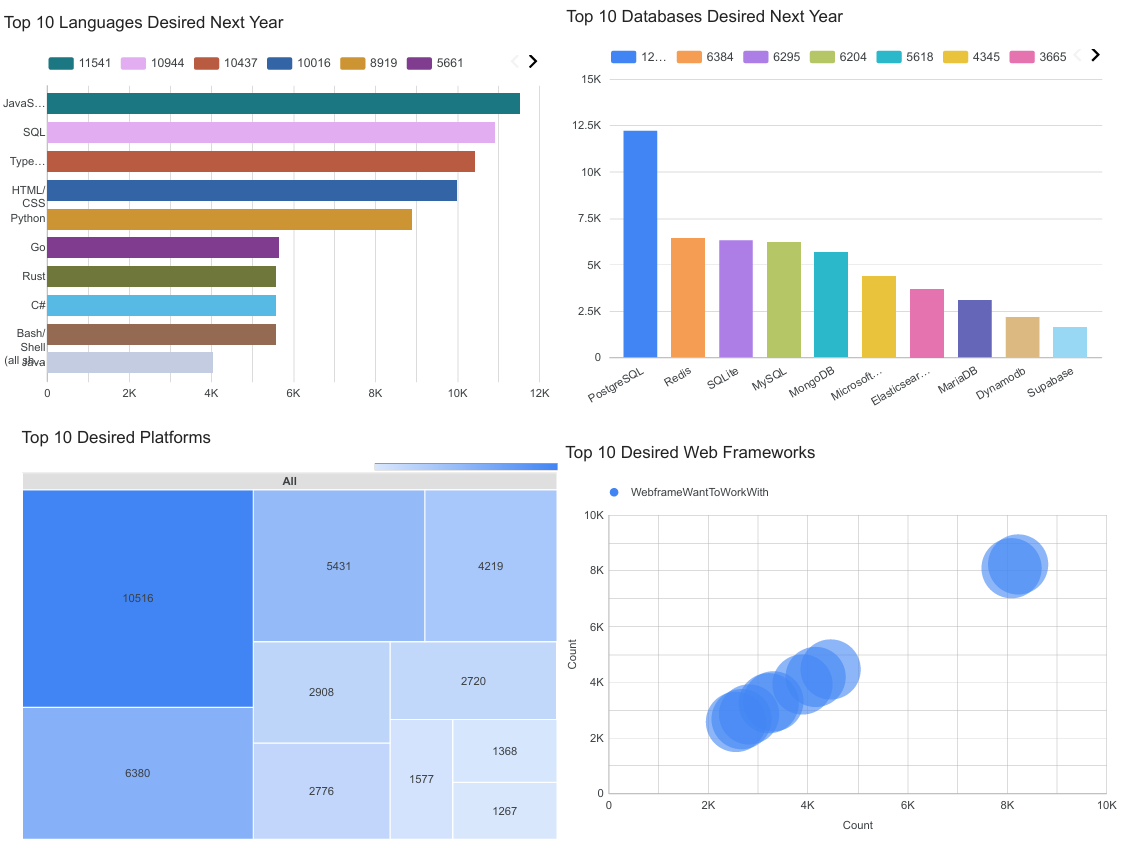 Top 10 Languages Desired Next Year
11541 10944 10437 10016 8919 5661
JavaS…
SQL
Type…
HTML/
CSS
Python
Go
Rust
C#
Bash/
Shell
(all sh…
Java
0 2K 4K 6K 8K 10K 12K
Top 10 Databases Desired Next Year
12… 6384 6295 6204 5618 4345 3665
15K
12.5K
10K
7.5K
5K
2.5K
0
PostgreSQL Redis SQLite MySQL MongoDB Microsoft… Elasticsear… MariaDB Dynamodb Supabase
Top 10 Desired Platforms
All
10516
5431
4219
2908
2720
6380
2776
1577
1368
1267
Top 10 Desired Web Frameworks
WebframeWantToWorkWith
10K
8K
6K
4K
2K
0
Count
0 2K 4K 6K 8K 10K
Count